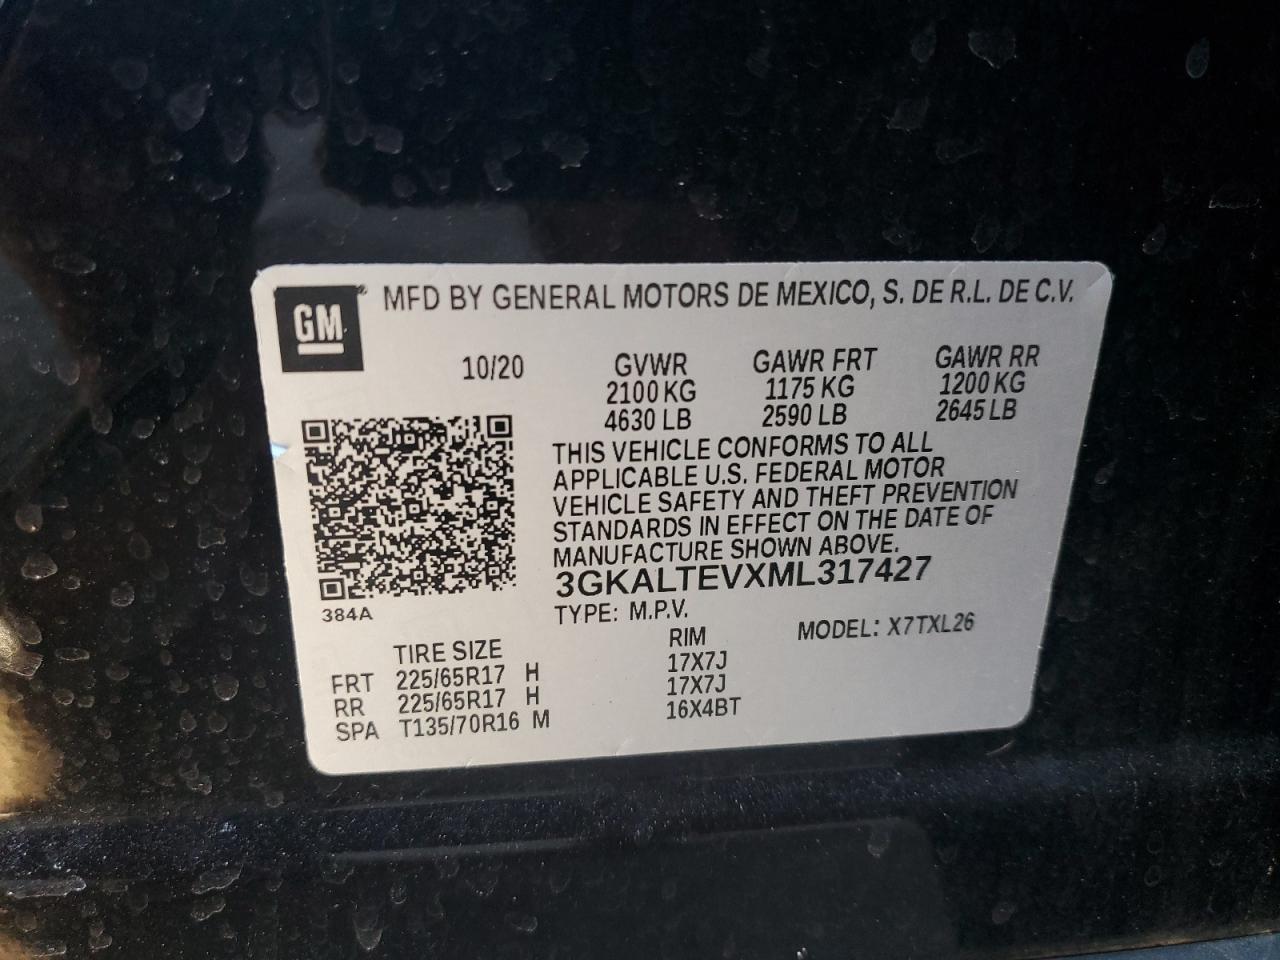 GM
MFD BY GENERAL MOTORS DE MEXICO, S. DE R.L. DE C.V.
10/20 GVWR GAWR FRT GAWR RR
2100 KG 1175 KG 1200 KG
4630 LB 2590 LB 2645 LB
THIS VEHICLE CONFORMS TO ALL
APPLICABLE U.S. FEDERAL MOTOR
VEHICLE SAFETY AND THEFT PREVENTION
STANDARDS IN EFFECT ON THE DATE OF
MANUFACTURE SHOWN ABOVE.
3GKALTEVXML317427
384A
TYPE: M.P.V.
MODEL: X7TXL26
TIRE SIZE RIM
FRT 225/65R17 H 17X7J
RR 225/65R17 H 17X7J
SPA T135/70R16 M 16X4BT